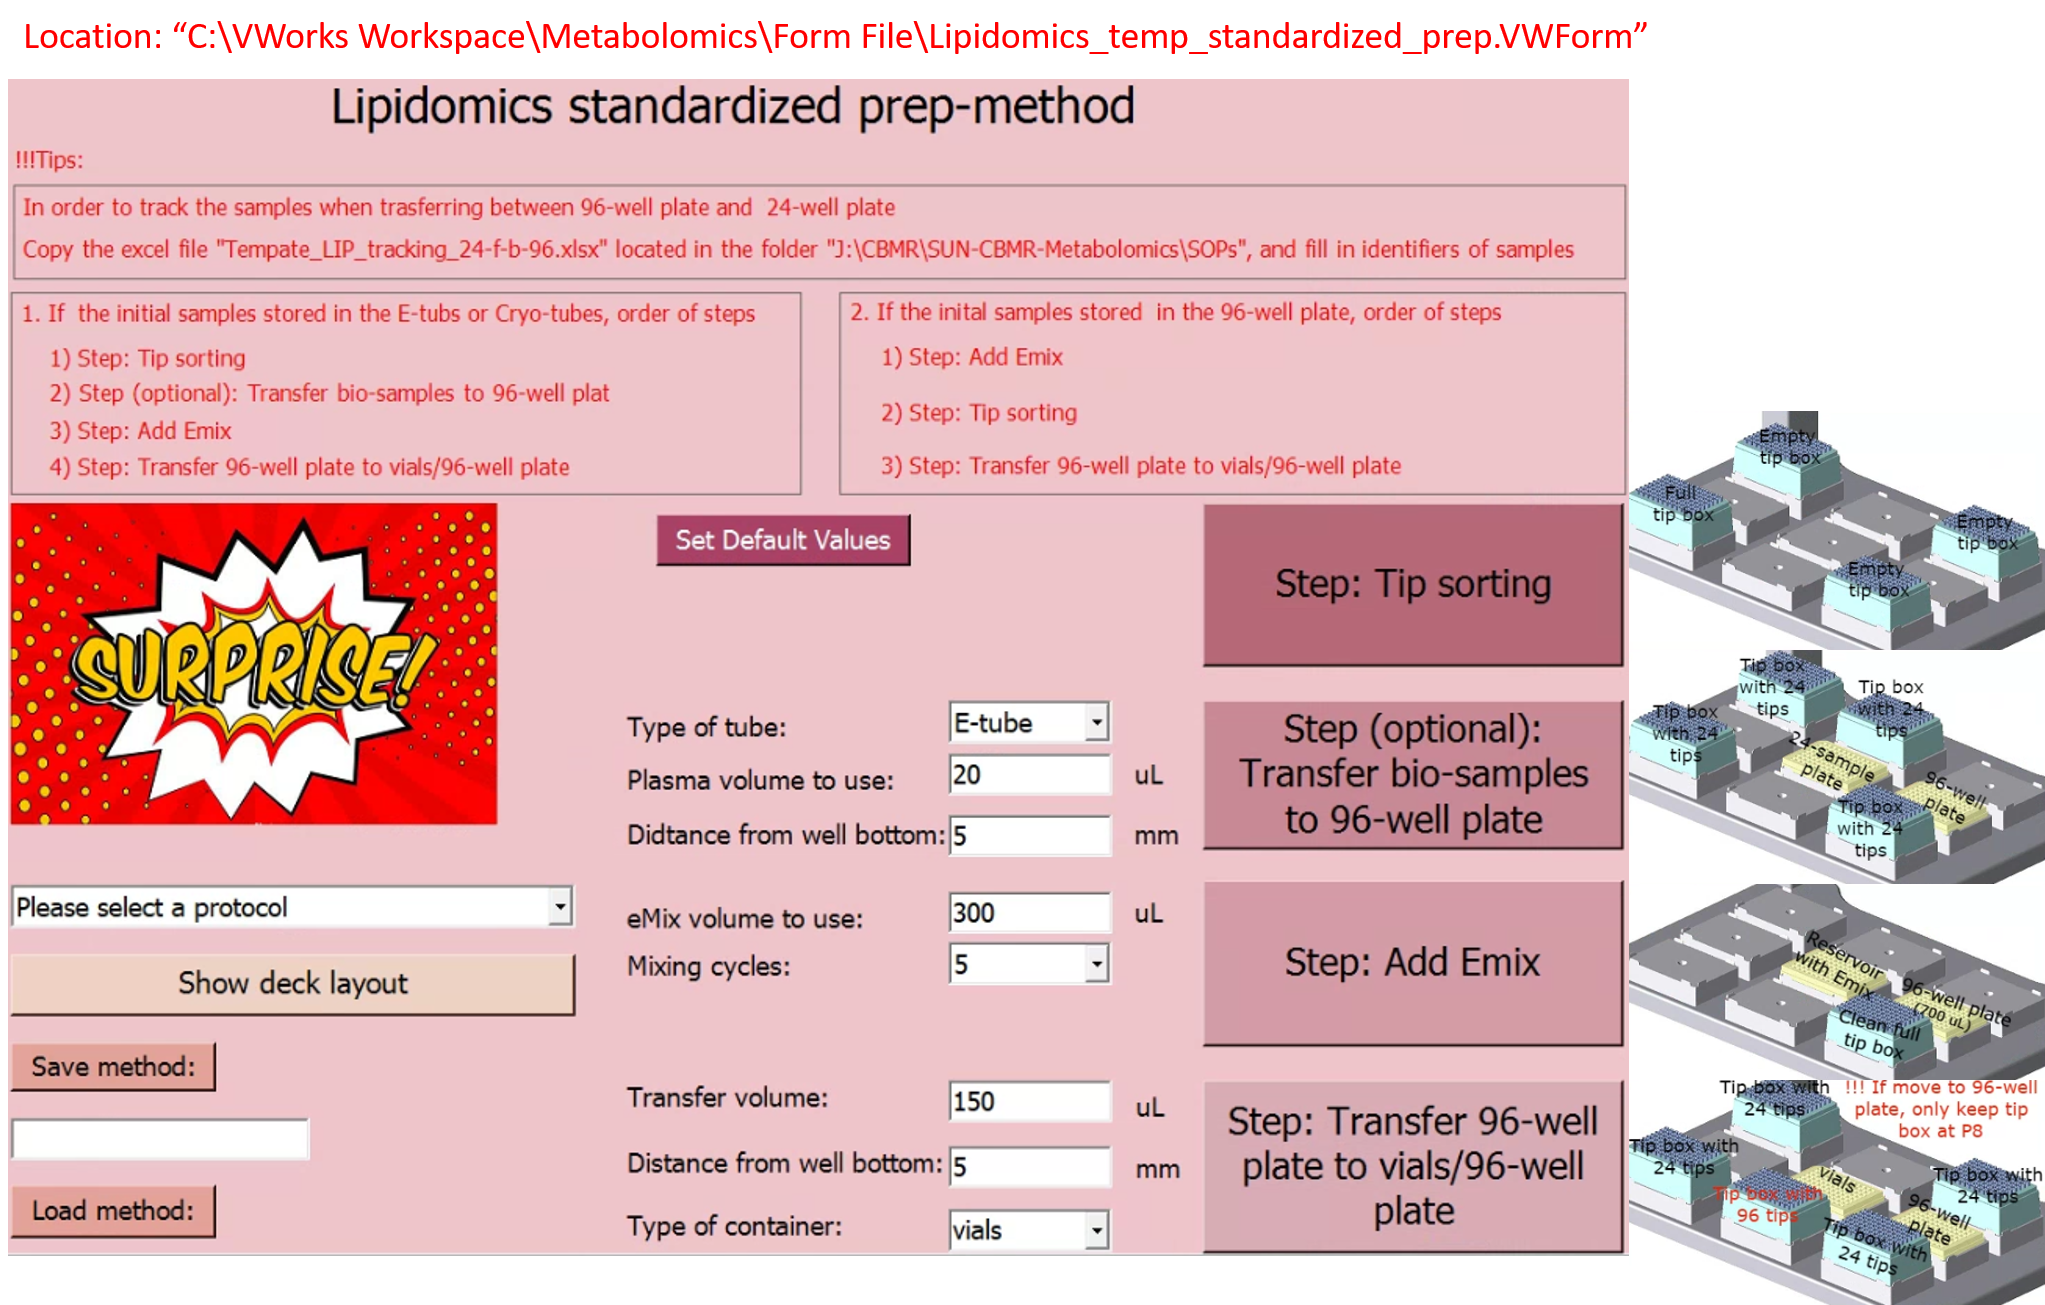 Location: “C:\VWorks Workspace\Metabolomics\Form File\Lipidomics_temp_standardized_prep.VWForm”
Lipidomics standardized prep-method
!!!Tips:
In order to track the samples when trasferring between 96-well plate and  24-well plate
Copy the excel file "Tempate_LIP_tracking_24-f-b-96.xlsx" located in the folder "J:\CBMR\SUN-CBMR-Metabolomics\SOPs", and fill in identifiers of samples
1. If  the initial samples stored in the E-tubs or Cryo-tubes, order of steps
1) Step: Tip sorting
2) Step (optional): Transfer bio-samples to 96-well plat
3) Step: Add Emix
4) Step: Transfer 96-well plate to vials/96-well plate
2. If the inital samples stored  in the 96-well plate, order of steps
1) Step: Add Emix
2) Step: Tip sorting
3) Step: Transfer 96-well plate to vials/96-well plate
SURPRISE!
Please select a protocol
Show deck layout
Save method:
Load method:
Set Default Values
Type of tube: E-tube
Plasma volume to use: 20 uL
Didtance from well bottom: 5 mm
eMix volume to use: 300 uL
Mixing cycles: 5
Transfer volume: 150 uL
Distance from well bottom: 5 mm
Type of container: vials
Step: Tip sorting
Step (optional):
Transfer bio-samples
to 96-well plate
Step: Add Emix
Step: Transfer 96-well
plate to vials/96-well
plate
Empty
tip box
Full
tip box
Empty
tip box
Empty
tip box
Tip box
with 24
tips
Tip box
with 24
tips
Tip box
with 24
tips
24-sample
plate
96-well
plate
Tip box
with 24
tips
Reservoir
with Emix
96-well plate
(700 uL)
Clean full
tip box
Tip box with
24 tips
!!! If move to 96-well
plate, only keep tip
box at P8
Tip box with
24 tips
vials
Tip box with
24 tips
Tip box with
96 tips
96-well
plate
Tip box with
24 tips